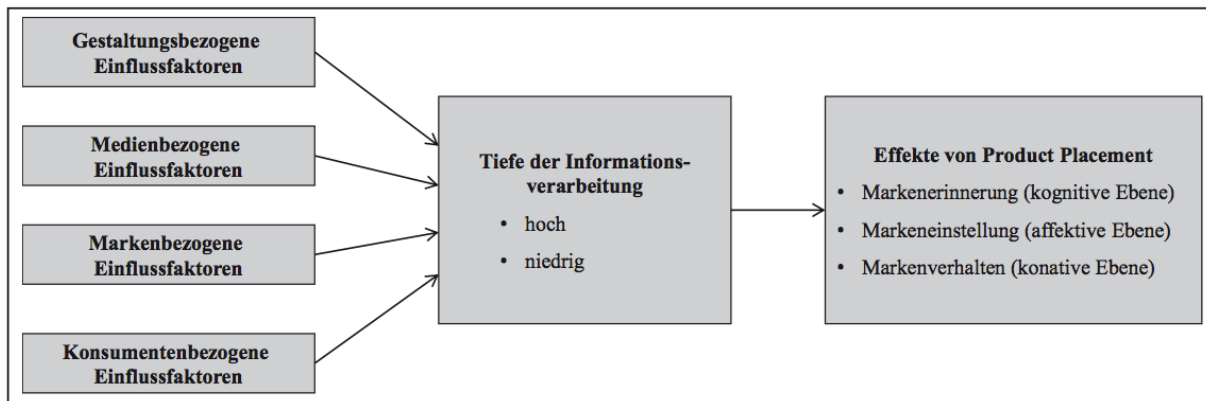 Gestaltungsbezogene
Einflussfaktoren
Medienbezogene
Einflussfaktoren
Markenbezogene
Einflussfaktoren
Konsumentenbezogene
Einflussfaktoren
Tiefe der Informations-
verarbeitung
• hoch
• niedrig
Effekte von Product Placement
• Markenerinnerung (kognitive Ebene)
• Markeneinstellung (affektive Ebene)
• Markenverhalten (konative Ebene)